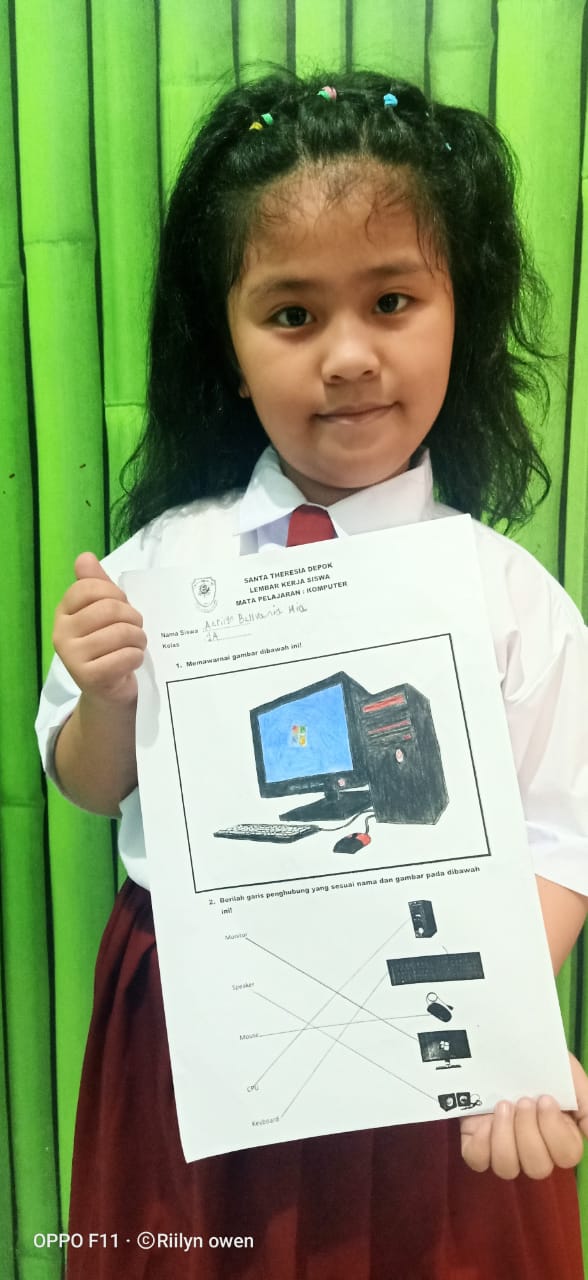 SANTA THERESIA DEPOK
LEMBAR KERJA SISWA
MATA PELAJARAN : KOMPUTER
Nama Siswa Mia
Kelas 2A
1. Memawarnai gambar dibawah ini!
2. Berilah garis penghubung yang sesuai nama dan gambar pada dibawah
ini!
Monitor
Speaker
Mouse
CPU
Keyboard
OPPO F11 · ©Riilyn owen